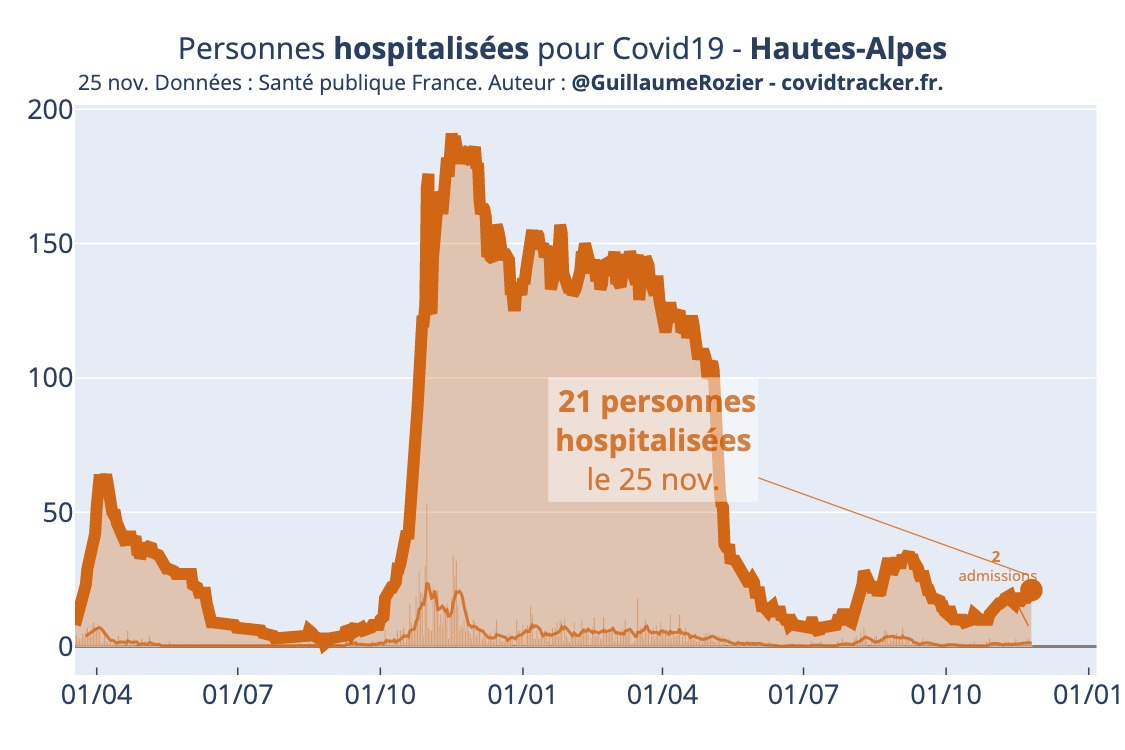 Personnes hospitalisées pour Covid19 - Hautes-Alpes
25 nov. Données : Santé publique France. Auteur : @GuillaumeRozier - covidtracker.fr.
200
150
100
50
0
21 personnes
hospitalisées
le 25 nov.
2
admissions
01/04 01/07 01/10 01/01 01/04 01/07 01/10 01/01